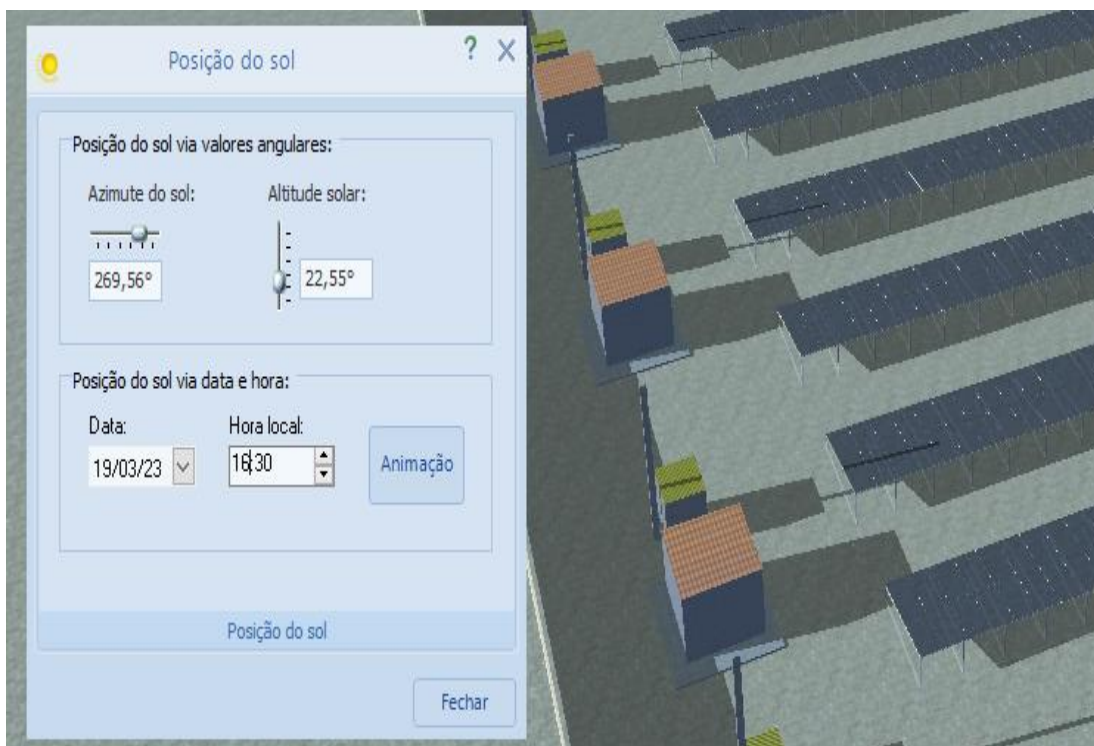 Posição do sol
?
Posição do sol via valores angulares:
Azimute do sol: Altitude solar:
269,56° 22,55°
Posição do sol via data e hora:
Data: Hora local:
19/03/23 16:30 Animação
Posição do sol
Fechar